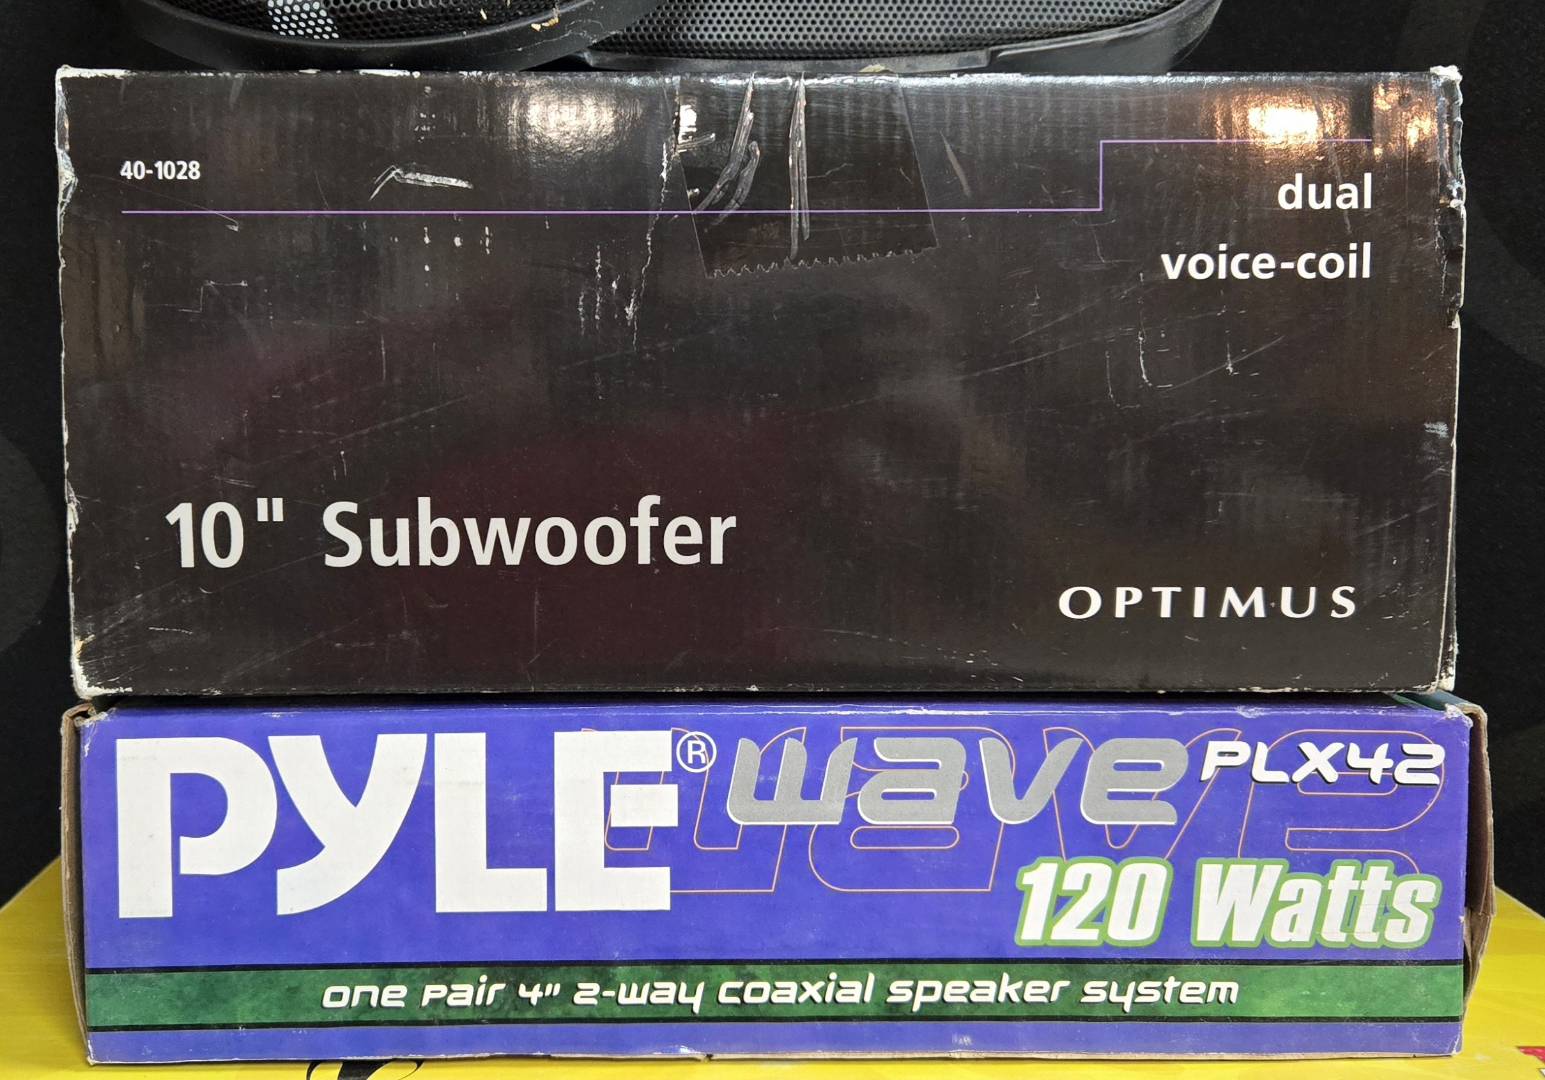 40-1028
dual
voice-coil
10" Subwoofer
OPTIMUS
PYLE® wave PLX42
120 Watts
one pair 4" 2-way coaxial speaker system